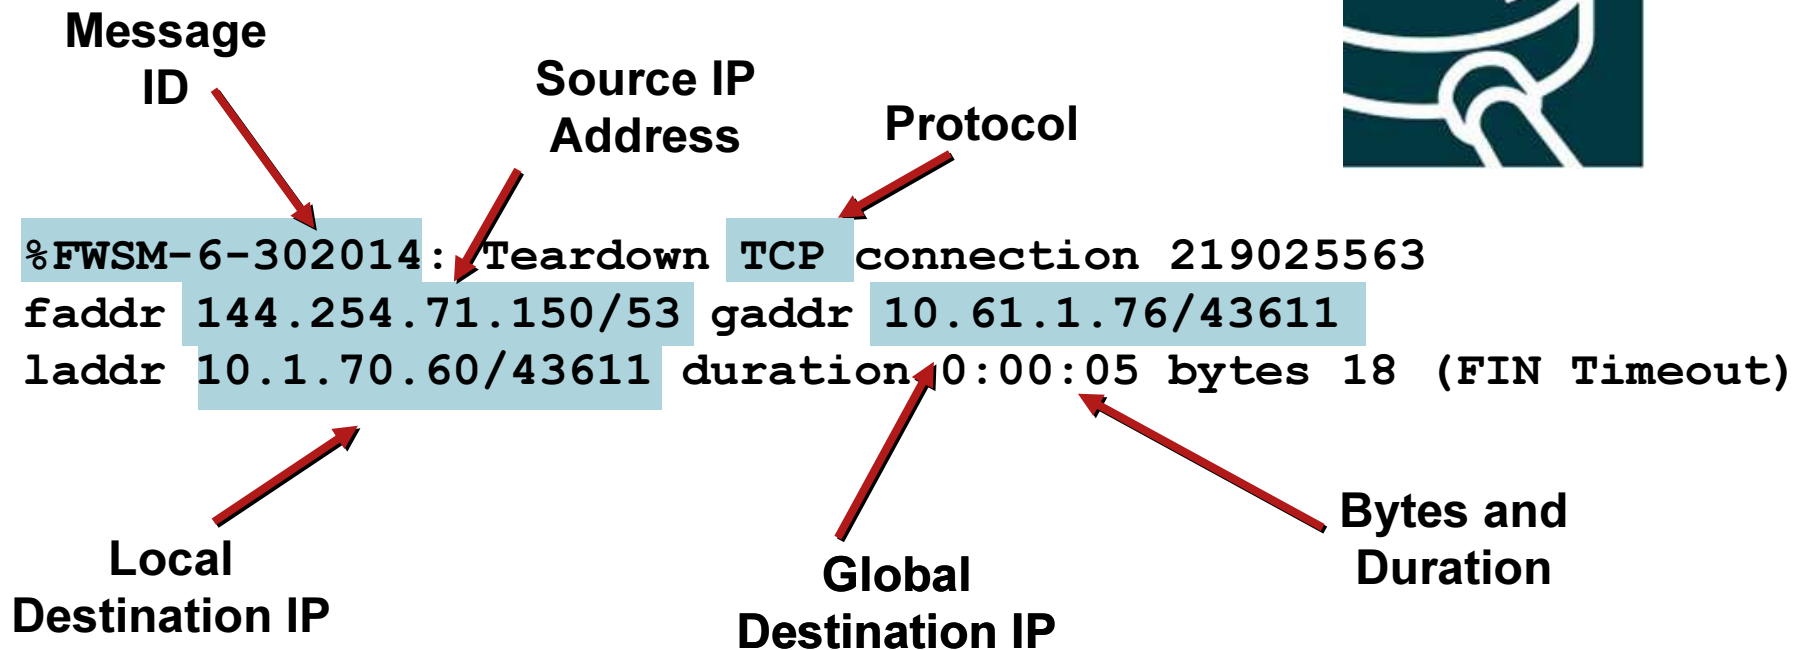 Message
ID
Source IP
Address
Protocol
%FWSM-6-302014: Teardown TCP connection 219025563
faddr 144.254.71.150/53 gaddr 10.61.1.76/43611
laddr 10.1.70.60/43611 duration 0:00:05 bytes 18 (FIN Timeout)
Local
Destination IP
Global
Destination IP
Bytes and
Duration